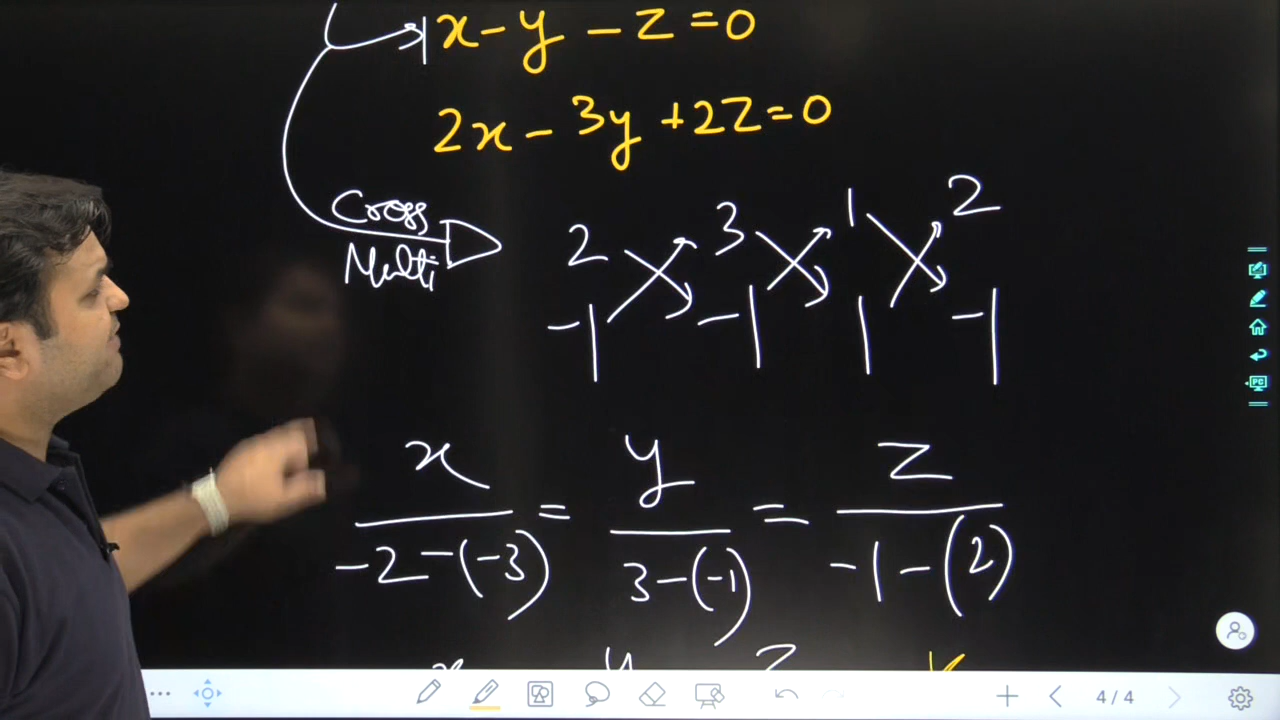 x - y - z = 0
2x - 3y + 2z = 0
Cross
Multi
2 3 1 2
-1 -1 1 -1
x/(-2-(-3)) = y/(3-(-1)) = z/(-1-(2))
4 / 4
PC